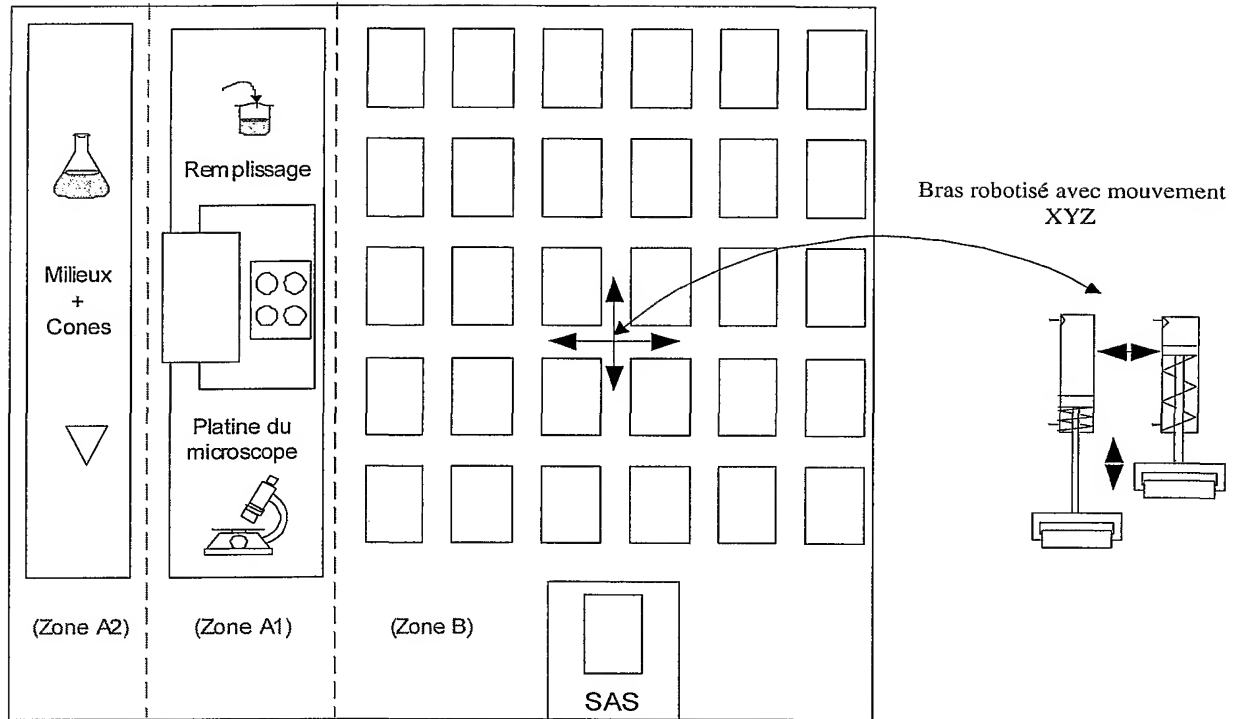 Remplissage
Milieux
+
Cones
Platine du
microscope
(Zone A2)
(Zone A1)
(Zone B)
SAS
Bras robotisé avec mouvement
XYZ